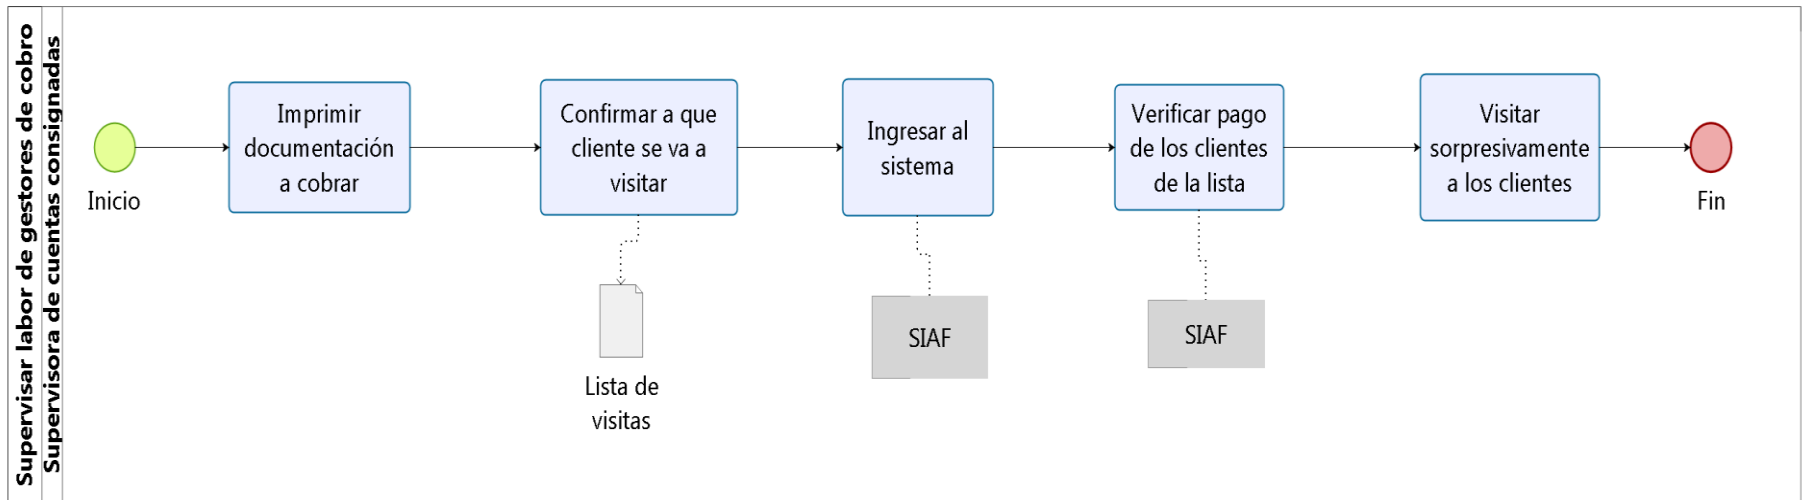 Supervisar labor de gestores de cobro
Supervisora de cuentas consignadas
Inicio
Imprimir
documentación
a cobrar
Confirmar a que
cliente se va a
visitar
Lista de
visitas
Ingresar al
sistema
SIAF
Verificar pago
de los clientes
de la lista
SIAF
Visitar
sorpresivamente
a los clientes
Fin